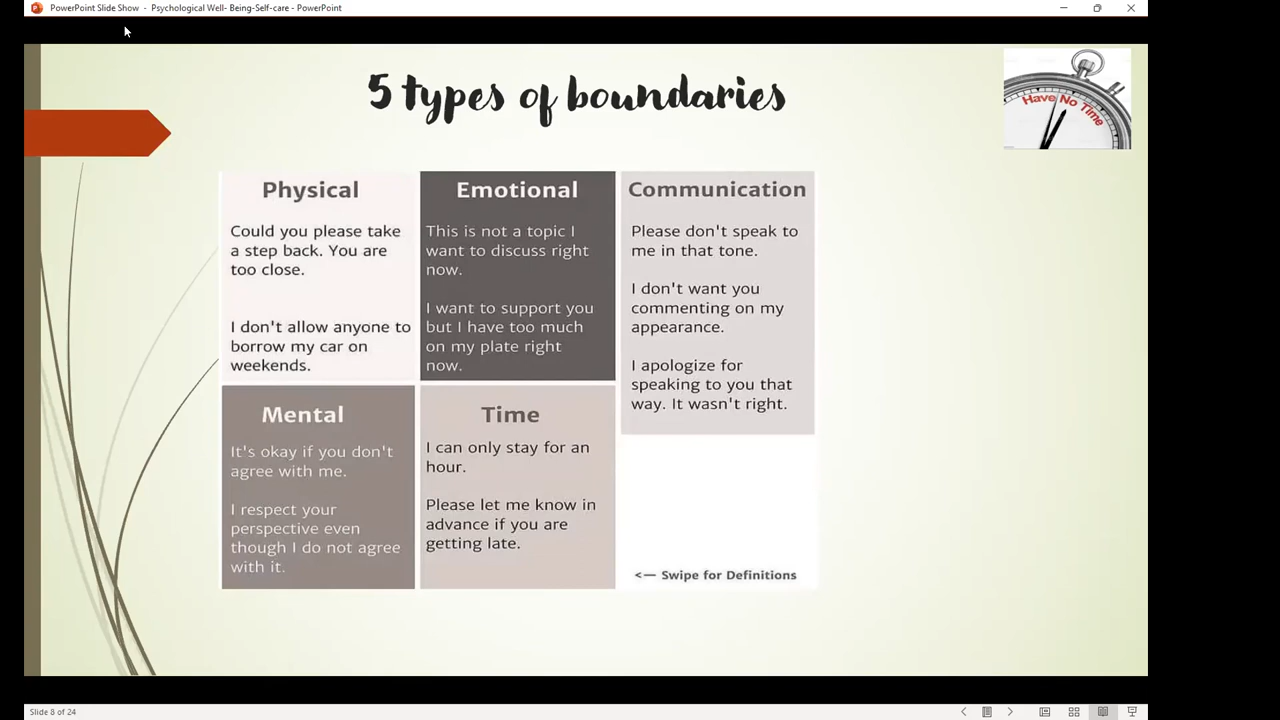 PowerPoint Slide Show - Psychological Well- Being-Self-care - PowerPoint
5 types of boundaries
Have No Time
Physical
Could you please take
a step back. You are
too close.
I don't allow anyone to
borrow my car on
weekends.
Emotional
This is not a topic I
want to discuss right
now.
I want to support you
but I have too much
on my plate right
now.
Communication
Please don't speak to
me in that tone.
I don't want you
commenting on my
appearance.
I apologize for
speaking to you that
way. It wasn't right.
Mental
It's okay if you don't
agree with me.
I respect your
perspective even
though I do not agree
with it.
Time
I can only stay for an
hour.
Please let me know in
advance if you are
getting late.
<— Swipe for Definitions
Slide 8 of 24